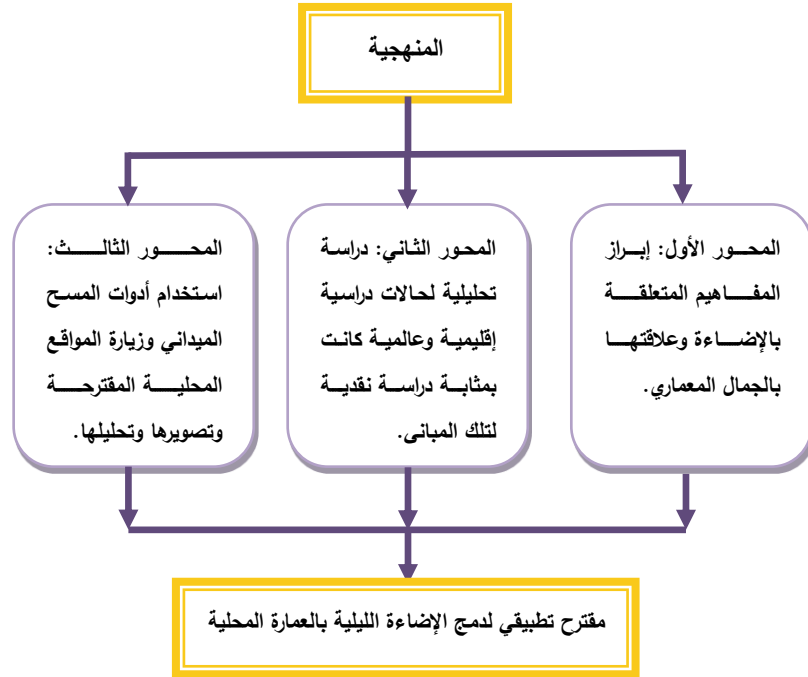 المنهجية
المحور الأول: إبراز
المفاهيم المتعلقة
بالإضاءة وعلاقتها
بالجمال المعماري.
المحور الثاني: دراسة
تحليلية لحالات دراسية
إقليمية وعالمية كانت
بمثابة دراسة نقدية
لتلك المبانى.
المحور الثالث:
استخدام أدوات المسح
الميداني وزيارة المواقع
المحلية المقترحة
وتصويرها وتحليلها.
مقترح تطبيقي لدمج الإضاءة الليلية بالعمارة المحلية